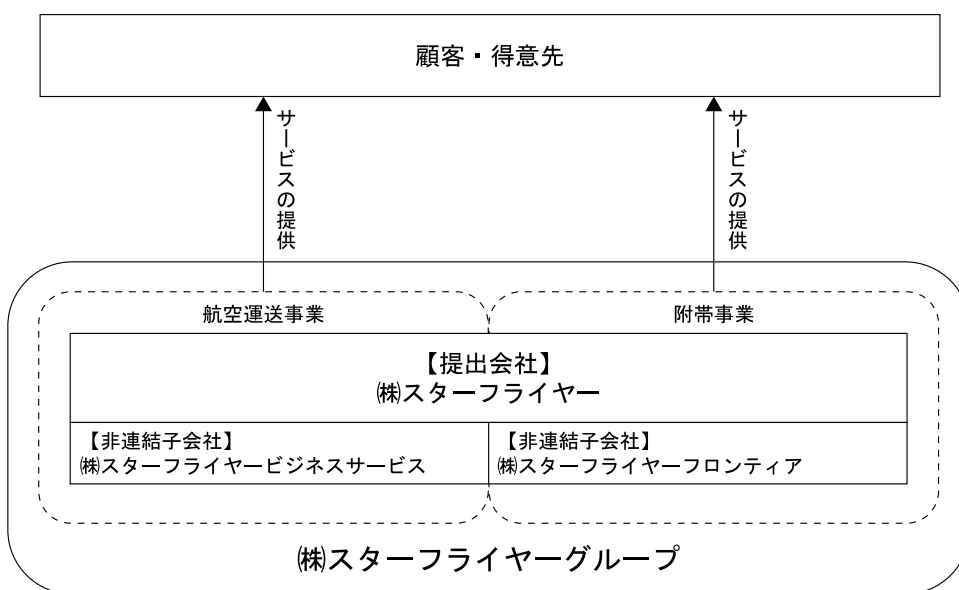 顧客・得意先
サービスの提供
サービスの提供
航空運送事業
附帯事業
【提出会社】
㈱スターフライヤー
【非連結子会社】
㈱スターフライヤービジネスサービス
【非連結子会社】
㈱スターフライヤーフロンティア
㈱スターフライヤーグループ